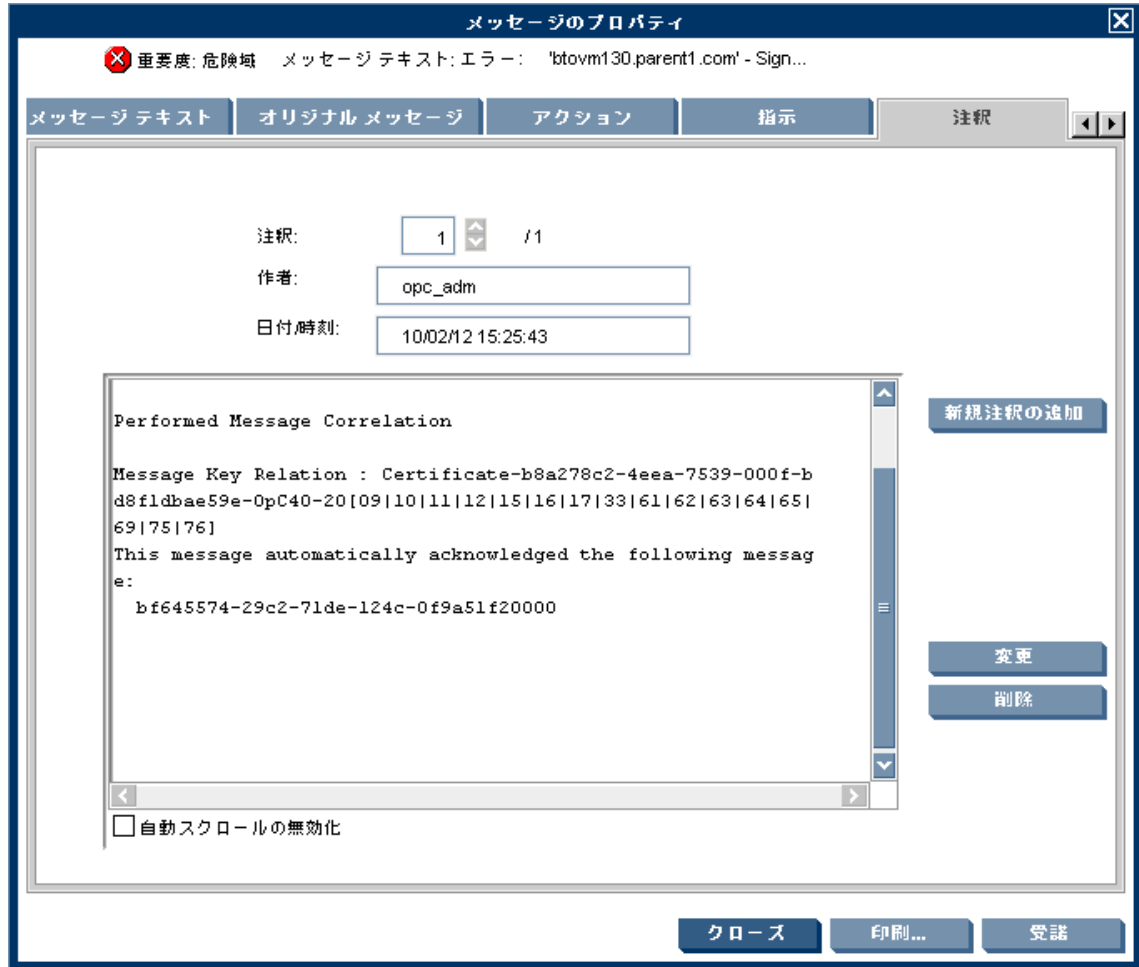 メッセージのプロパティ
重要度: 危険域 メッセージ テキスト: エラー: 'btovm130.parent1.com' - Sign...
メッセージ テキスト オリジナル メッセージ アクション 指示 注釈
注釈: 1 /1
作者: opc_adm
日付/時刻: 10/02/12 15:25:43
Performed Message Correlation
新規注釈の追加
Message Key Relation : Certificate-b8a278c2-4eea-7539-000f-b
d8f1dbae59e-OpC40-20[09|10|11|12|15|16|17|33|61|62|63|64|65|
69|75|76]
This message automatically acknowledged the following messag
e:
bf645574-29c2-71de-124c-0f9a51f20000
変更
削除
自動スクロールの無効化
クローズ 印刷... 受諾